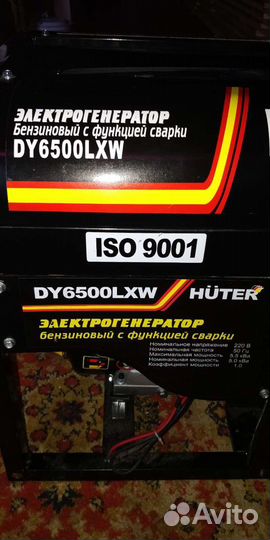 ЭЛЕКТРОГЕНЕРАТОР
Бензиновый с функцией сварки
DY6500LXW
ISO 9001
DY6500LXW HÜTER
ЭЛЕКТРОГЕНЕРАТОР
бензиновый с функцией сварки
Номинальное напряжение 220 В
Номинальная частота 50 Гц
Максимальная мощность 5.5 кВт
Номинальная мощность 5.0 кВт
Коэффициент мощности 1.0
Avito